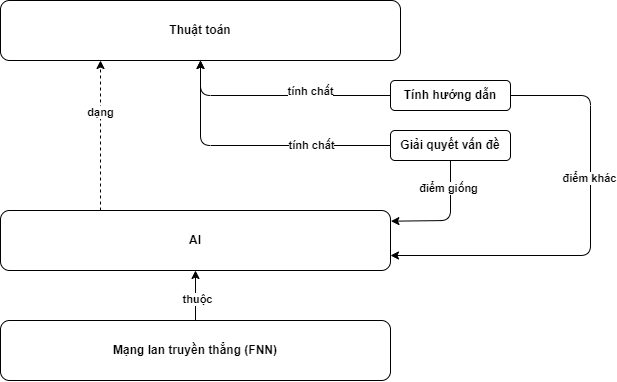 Thuật toán
tính chất
Tính hướng dẫn
dạng
tính chất
Giải quyết vấn đề
điểm khác
điểm giống
AI
thuộc
Mạng lan truyền thẳng (FNN)